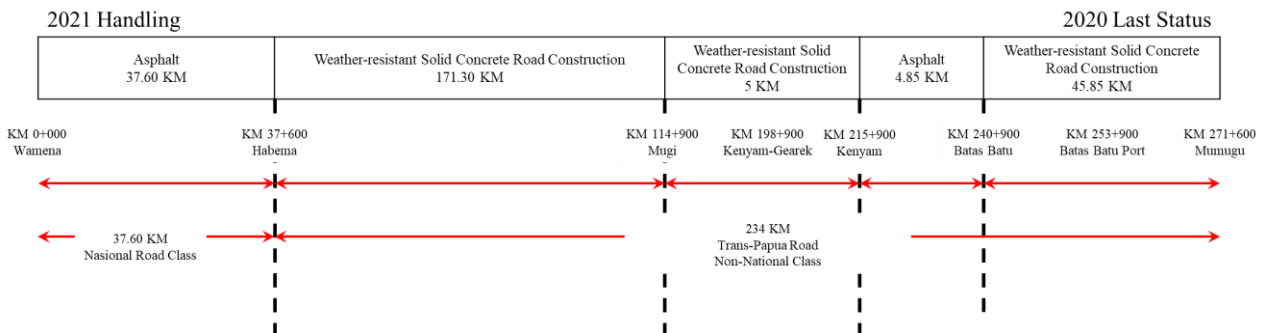 2021 Handling
2020 Last Status
Asphalt
37.60 KM
Weather-resistant Solid Concrete Road Construction
171.30 KM
Weather-resistant Solid
Concrete Road Construction
5 KM
Asphalt
4.85 KM
Weather-resistant Solid Concrete
Road Construction
45.85 KM
KM 0+000
Wamena
KM 37+600
Habema
KM 114+900
Mugi
KM 198+900
Kenyam-Gearek
KM 215+900
Kenyam
KM 240+900
Batas Batu
KM 253+900
Batas Batu Port
KM 271+600
Mumugu
37.60 KM
Nasional Road Class
234 KM
Trans-Papua Road
Non-National Class